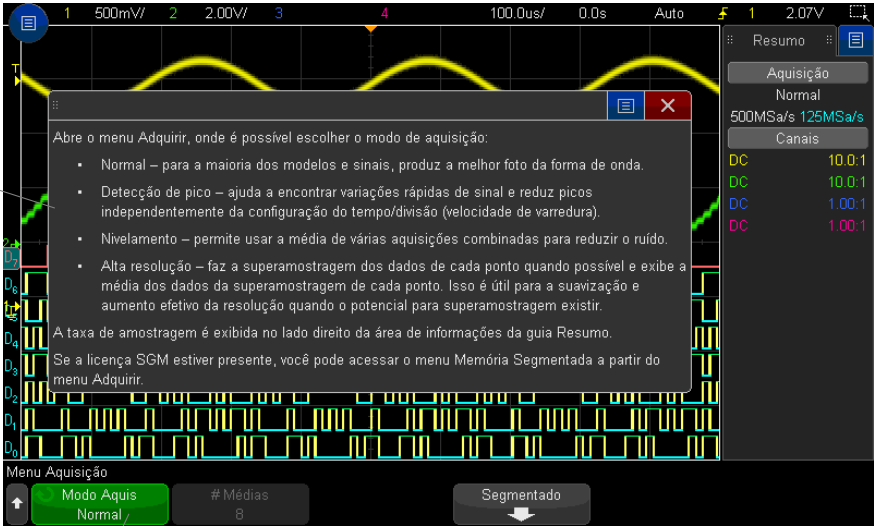 1 500mV/ 2 2.00V/ 3 4 100.0us/ 0.0s Auto 1 2.07V
T
Resumo
Aquisição
Normal
500MSa/s 125MSa/s
Canais
DC 10.0:1
DC 10.0:1
DC 1.00:1
DC 1.00:1
Abre o menu Adquirir, onde é possível escolher o modo de aquisição:
• Normal – para a maioria dos modelos e sinais, produz a melhor foto da forma de onda.
• Detecção de pico – ajuda a encontrar variações rápidas de sinal e reduz picos
independentemente da configuração do tempo/divisão (velocidade de varredura).
• Nivelamento – permite usar a média de várias aquisições combinadas para reduzir o ruído.
• Alta resolução – faz a superamostragem dos dados de cada ponto quando possível e exibe a
média dos dados da superamostragem de cada ponto. Isso é útil para a suavização e
aumento efetivo da resolução quando o potencial para superamostragem existir.
A taxa de amostragem é exibida no lado direito da área de informações da guia Resumo.
Se a licença SGM estiver presente, você pode acessar o menu Memória Segmentada a partir do
menu Adquirir.
2
D7
D6
D4
D3
D2
D1
D0
Menu Aquisição
Modo Aquis
Normal
# Médias
8
Segmentado